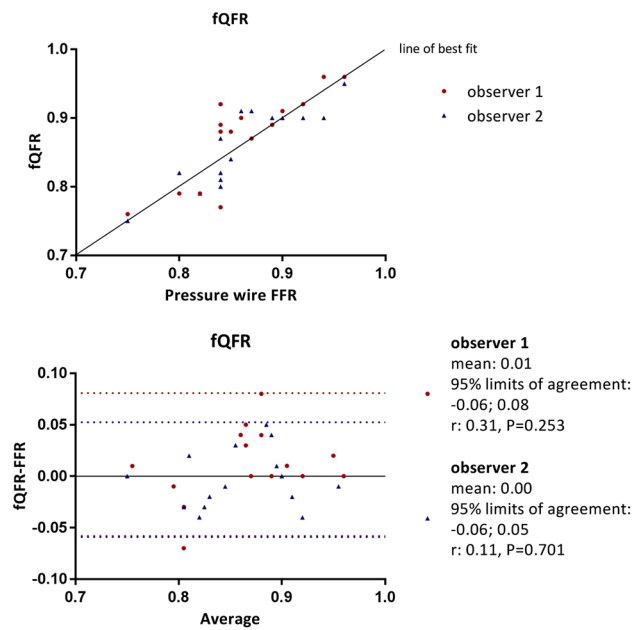 fQFR
1.0
0.9
0.8
0.7
fQFR
0.7
0.8
0.9
1.0
Pressure wire FFR
line of best fit
observer 1
observer 2
fQFR
0.10
0.05
0.00
-0.05
-0.10
fQFR-FFR
0.7
0.8
0.9
1.0
Average
observer 1
mean: 0.01
95% limits of agreement:
-0.06; 0.08
r: 0.31, P=0.253
observer 2
mean: 0.00
95% limits of agreement:
-0.06; 0.05
r: 0.11, P=0.701